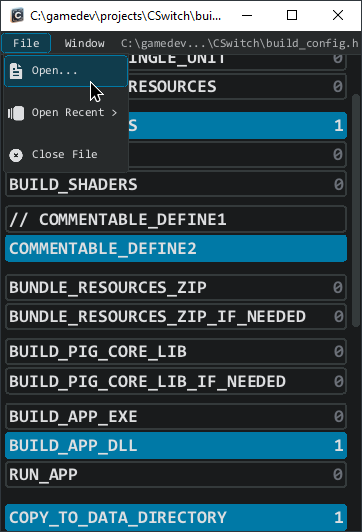 C:\gamedev\projects\CSwitch\bui...
File Window C:\gamedev...\CSwitch\build_config.h
INGLE_UNIT 0
Open...
RESOURCES 0
S 1
Open Recent >
0
Close File
BUILD_SHADERS 0
// COMMENTABLE_DEFINE1
COMMENTABLE_DEFINE2
BUNDLE_RESOURCES_ZIP 0
BUNDLE_RESOURCES_ZIP_IF_NEEDED 0
BUILD_PIG_CORE_LIB 0
BUILD_PIG_CORE_LIB_IF_NEEDED 0
BUILD_APP_EXE 0
BUILD_APP_DLL 1
RUN_APP 0
COPY_TO_DATA_DIRECTORY 1